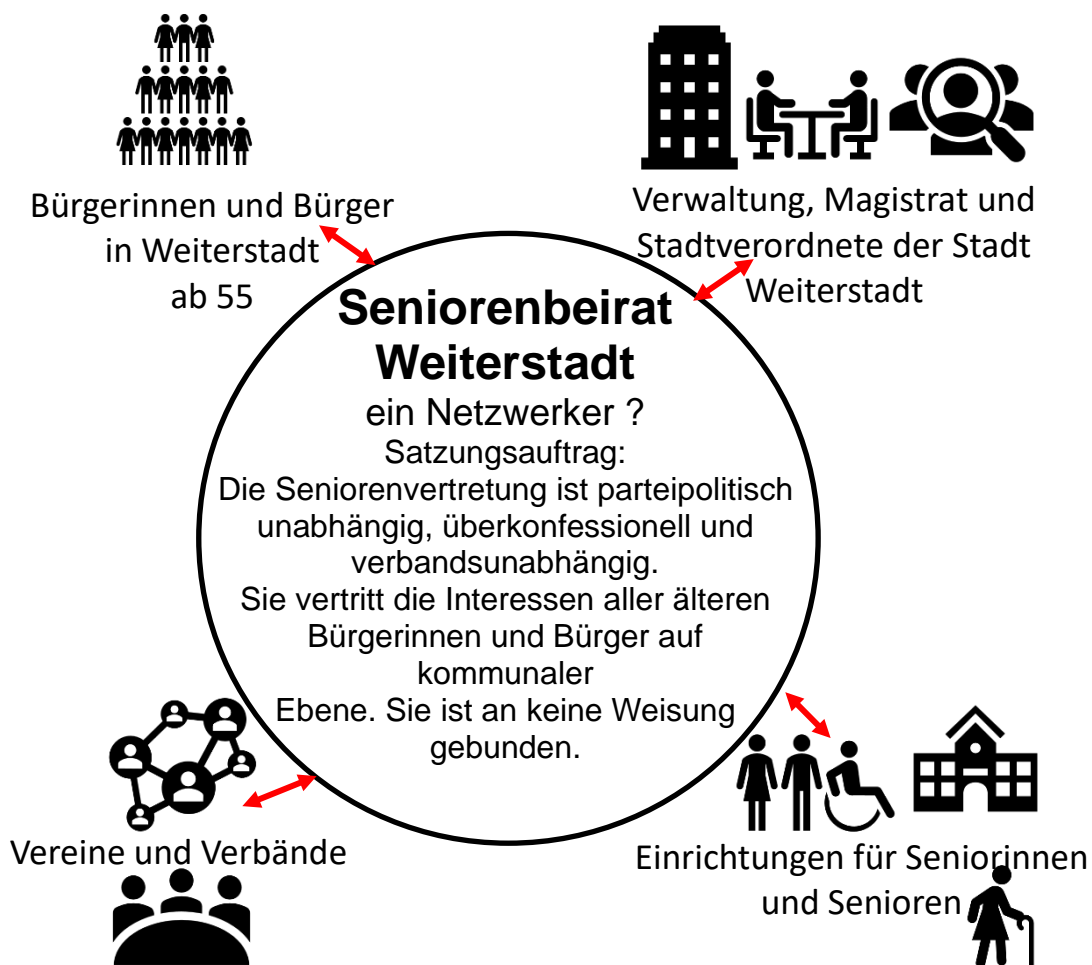 Bürgerinnen und Bürger
in Weiterstadt
ab 55
Verwaltung, Magistrat und
Stadtverordnete der Stadt
Weiterstadt
Seniorenbeirat
Weiterstadt
ein Netzwerker ?
Satzungsauftrag:
Die Seniorenvertretung ist parteipolitisch
unabhängig, überkonfessionell und
verbandsunabhängig.
Sie vertritt die Interessen aller älteren
Bürgerinnen und Bürger auf
kommunaler
Ebene. Sie ist an keine Weisung
gebunden.
Vereine und Verbände
Einrichtungen für Seniorinnen
und Senioren